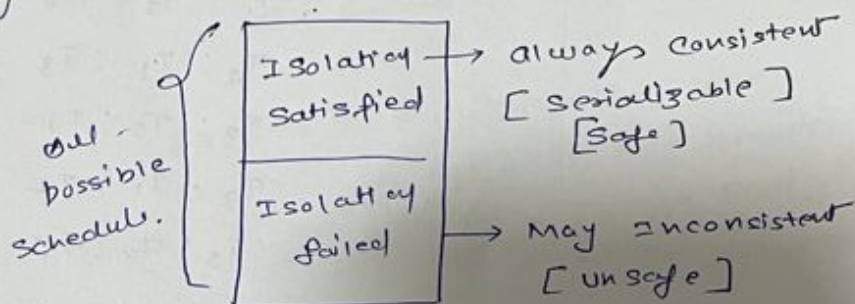 all
possible
schedule.
Isolation
Satisfied
→ always consistent
[Serializable]
[Safe]
Isolation
failed
→ May Inconsistent
[unsafe]